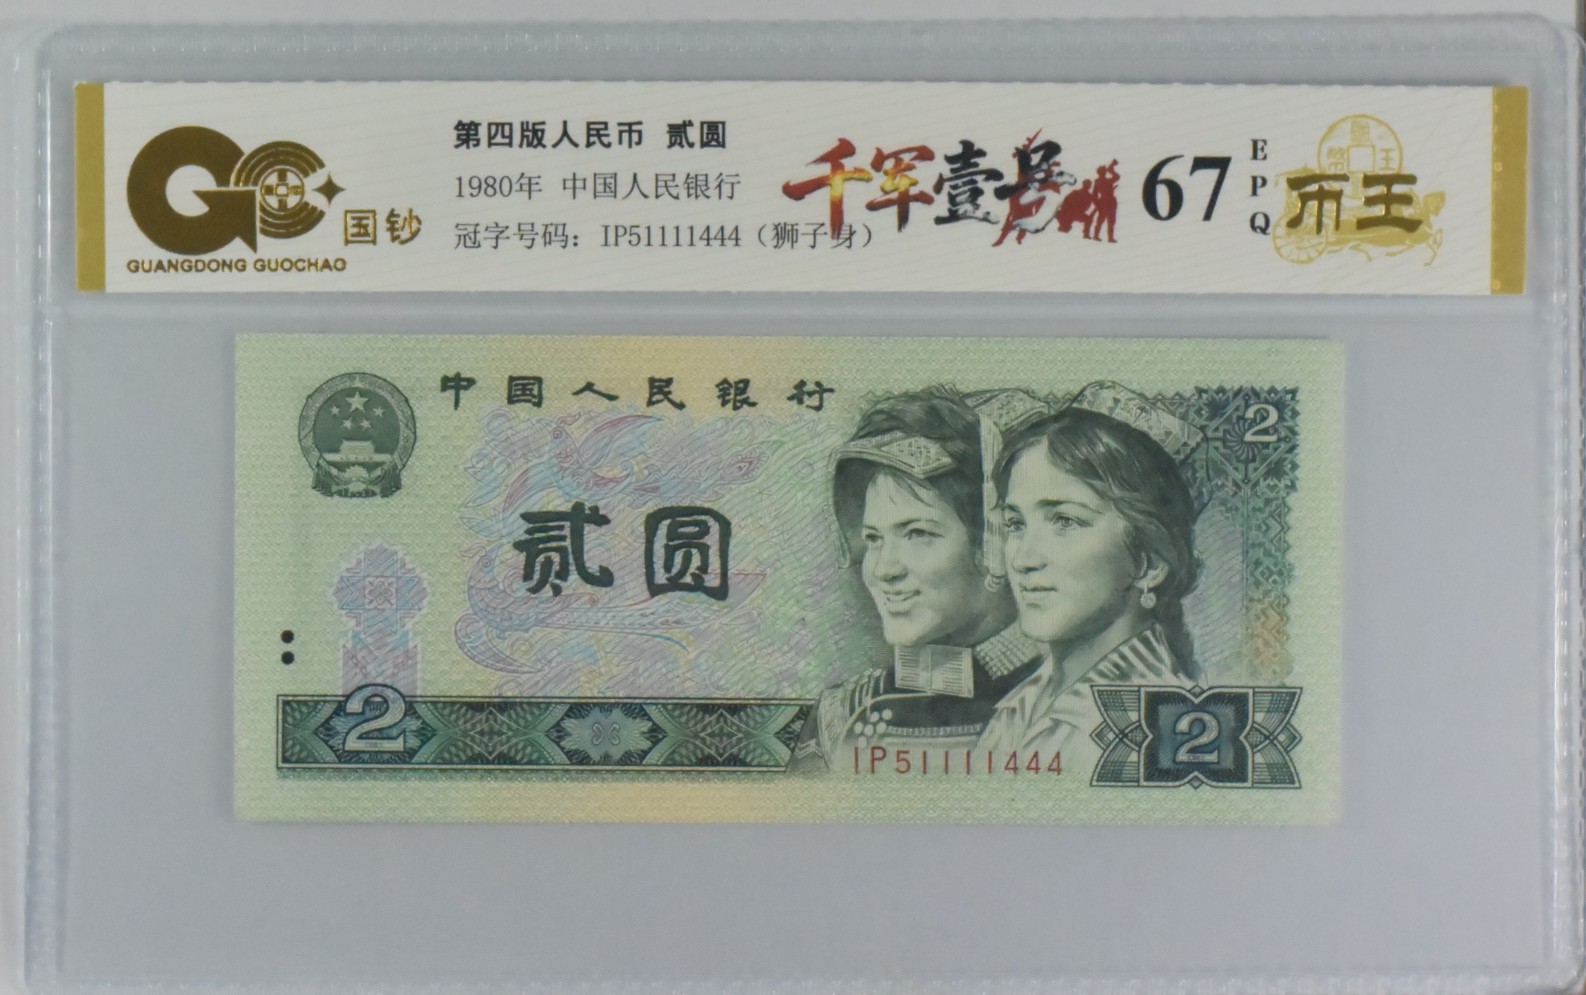 国钞
GUANGDONG GUOCHAO
第四版人民币 贰圆
1980年 中国人民银行
冠字号码：IP51111444（狮子身）
千军壹号
67
EPQ
币王
中国人民银行
2
贰圆
2
IP51111444
2